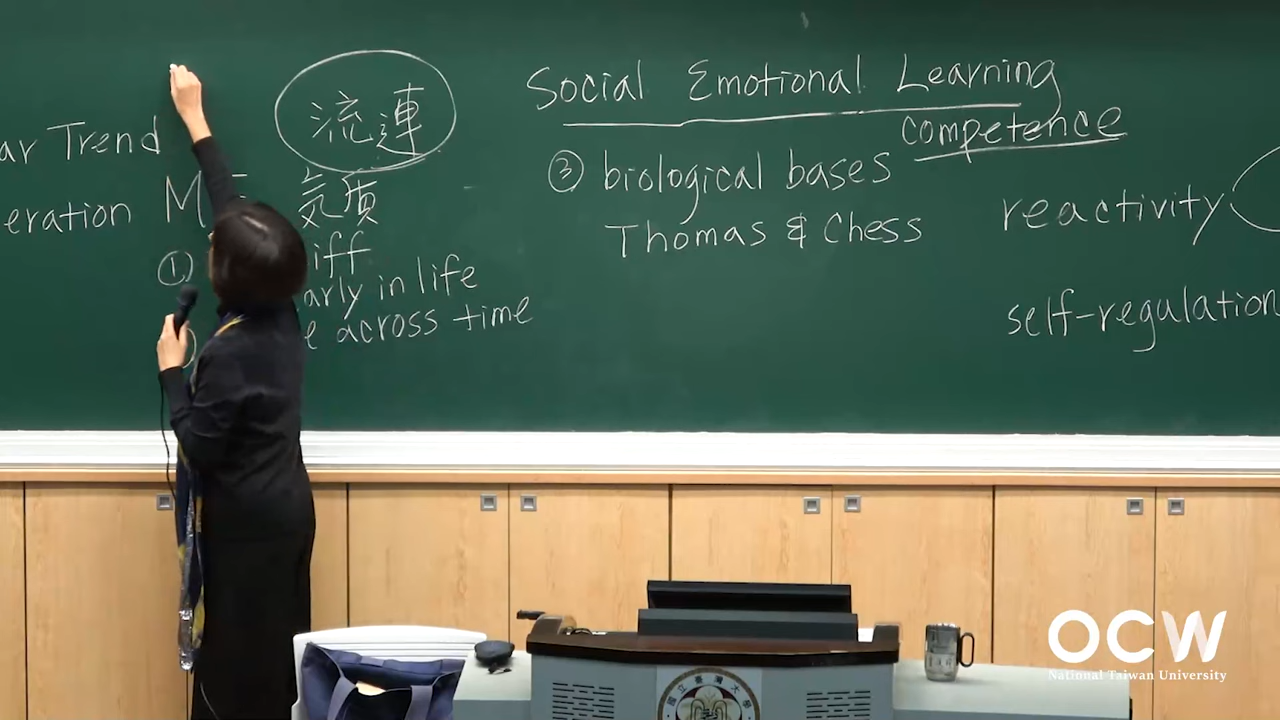 ar Trend
eration
流連
M
気质
①
iff
arly in life
e across time
Social Emotional Learning
competence
③ biological bases
Thomas & Chess
reactivity
self-regulation
OCW
National Taiwan University